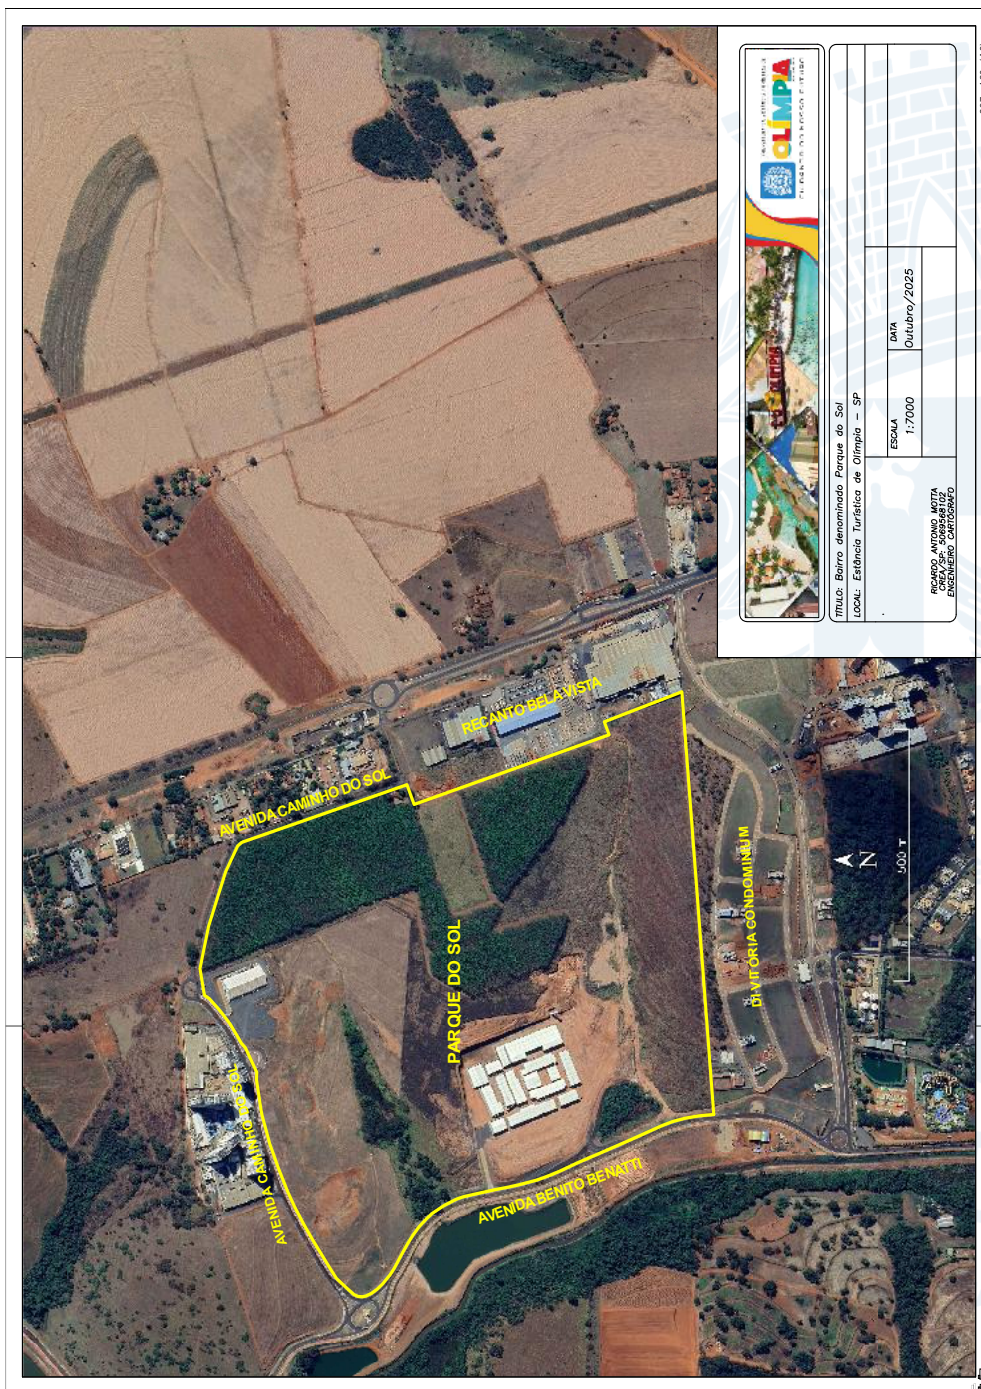 AVENIDA CAMINHO DO SOL
RECANTO BELA VISTA
AVENIDA CAMINHO DO SOL
PARQUE DO SOL
DI VITÓRIA CONDOMINIUM
AVENIDA BENITO BENATTI
N
OLÍMPIA
TÍTULO: Bairro denominado Parque do Sol
LOCAL: Estância Turística de Olímpia – SP
ESCALA
1:7000
DATA
Outubro/2025
RICARDO ANTONIO MOTTA
CREA/SP: 5069568102
ENGENHEIRO CARTÓGRAFO